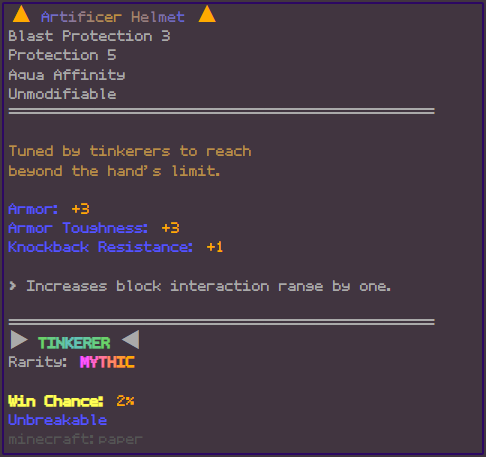 Artificer Helmet
Blast Protection 3
Protection 5
Aqua Affinity
Unmodifiable
Tuned by tinkerers to reach
beyond the hand's limit.
Armor: +3
Armor Toughness: +3
Knockback Resistance: +1
> Increases block interaction range by one.
TINKERER
Rarity: MYTHIC
Win Chance: 2%
Unbreakable
minecraft:paper